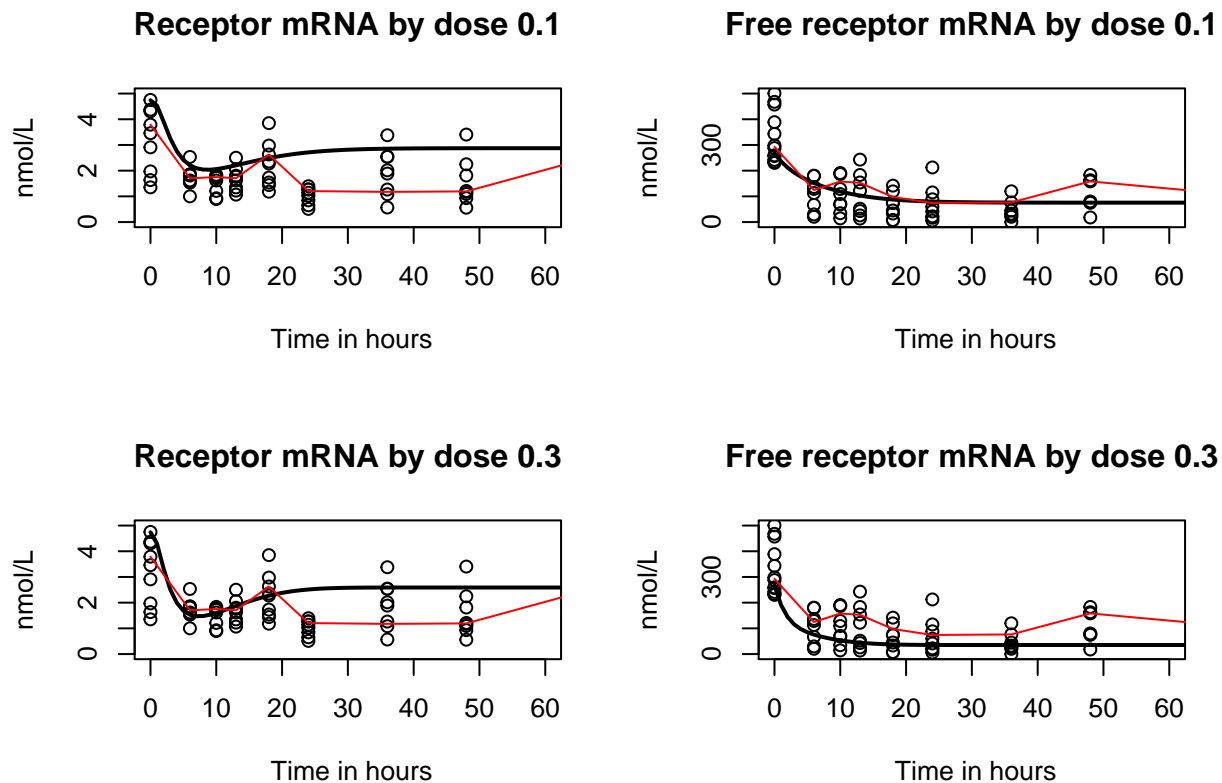 Receptor mRNA by dose 0.1
nmol/L
0 2 4
0 10 20 30 40 50 60
Time in hours
Free receptor mRNA by dose 0.1
nmol/L
0 300
0 10 20 30 40 50 60
Time in hours
Receptor mRNA by dose 0.3
nmol/L
0 2 4
0 10 20 30 40 50 60
Time in hours
Free receptor mRNA by dose 0.3
nmol/L
0 300
0 10 20 30 40 50 60
Time in hours